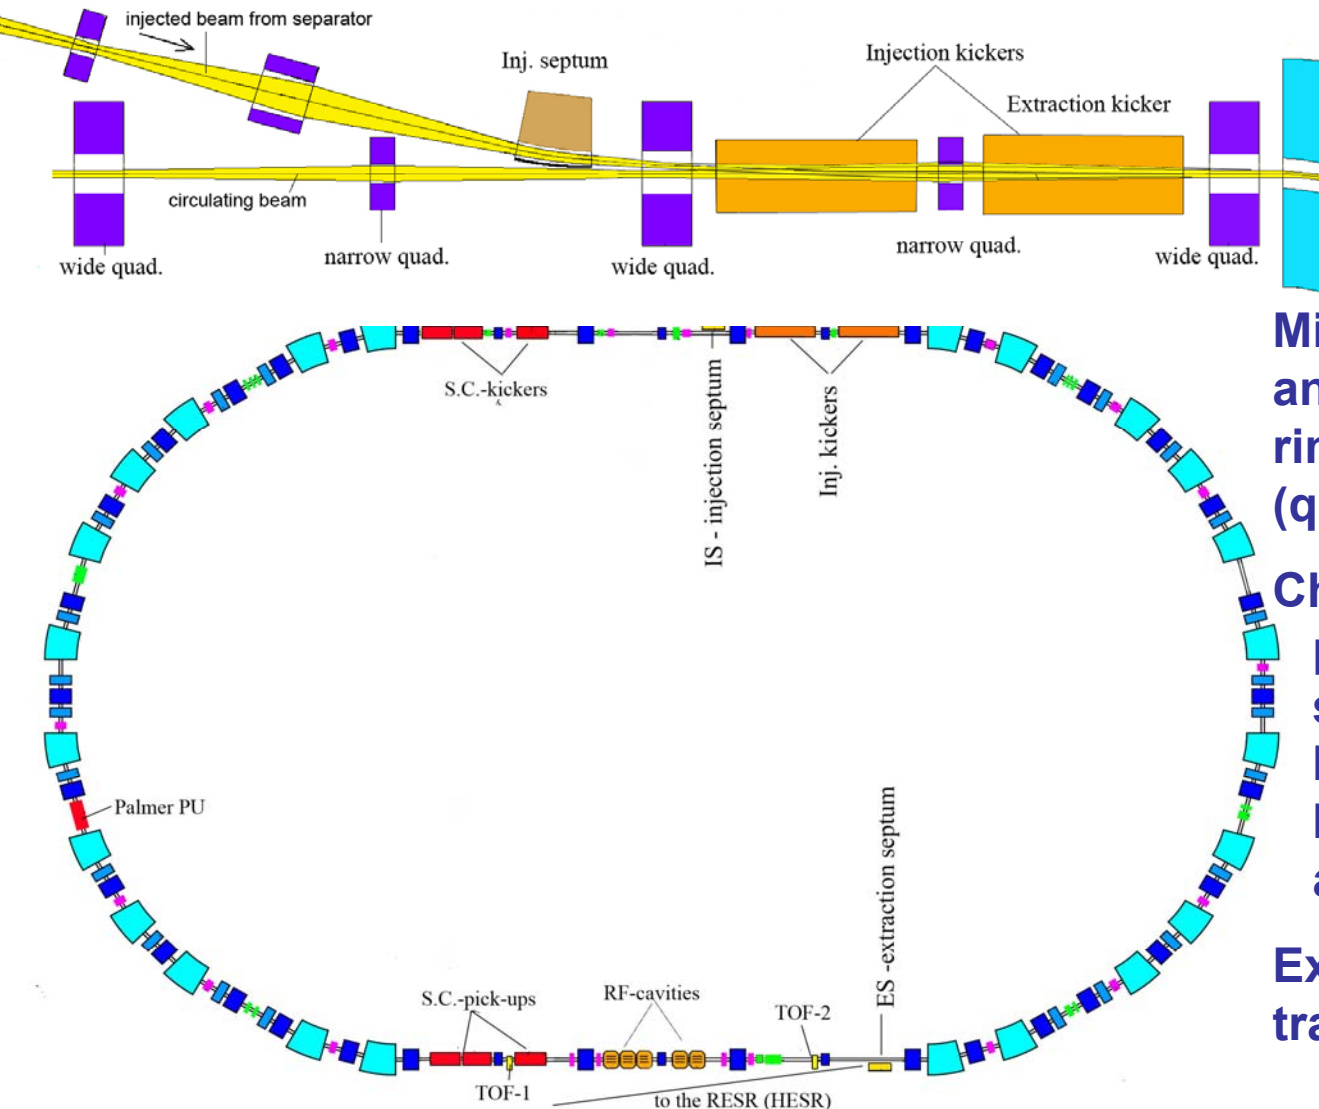 injected beam from separator
Inj. septum
Injection kickers
Extraction kicker
circulating beam
wide quad.
narrow quad.
wide quad.
narrow quad.
wide quad.
S.C.-kickers
IS - injection septum
Inj. kickers
Palmer PU
ES -extraction septum
S.C.-pick-ups
RF-cavities
TOF-2
TOF-1
to the RESR (HESR)
(q